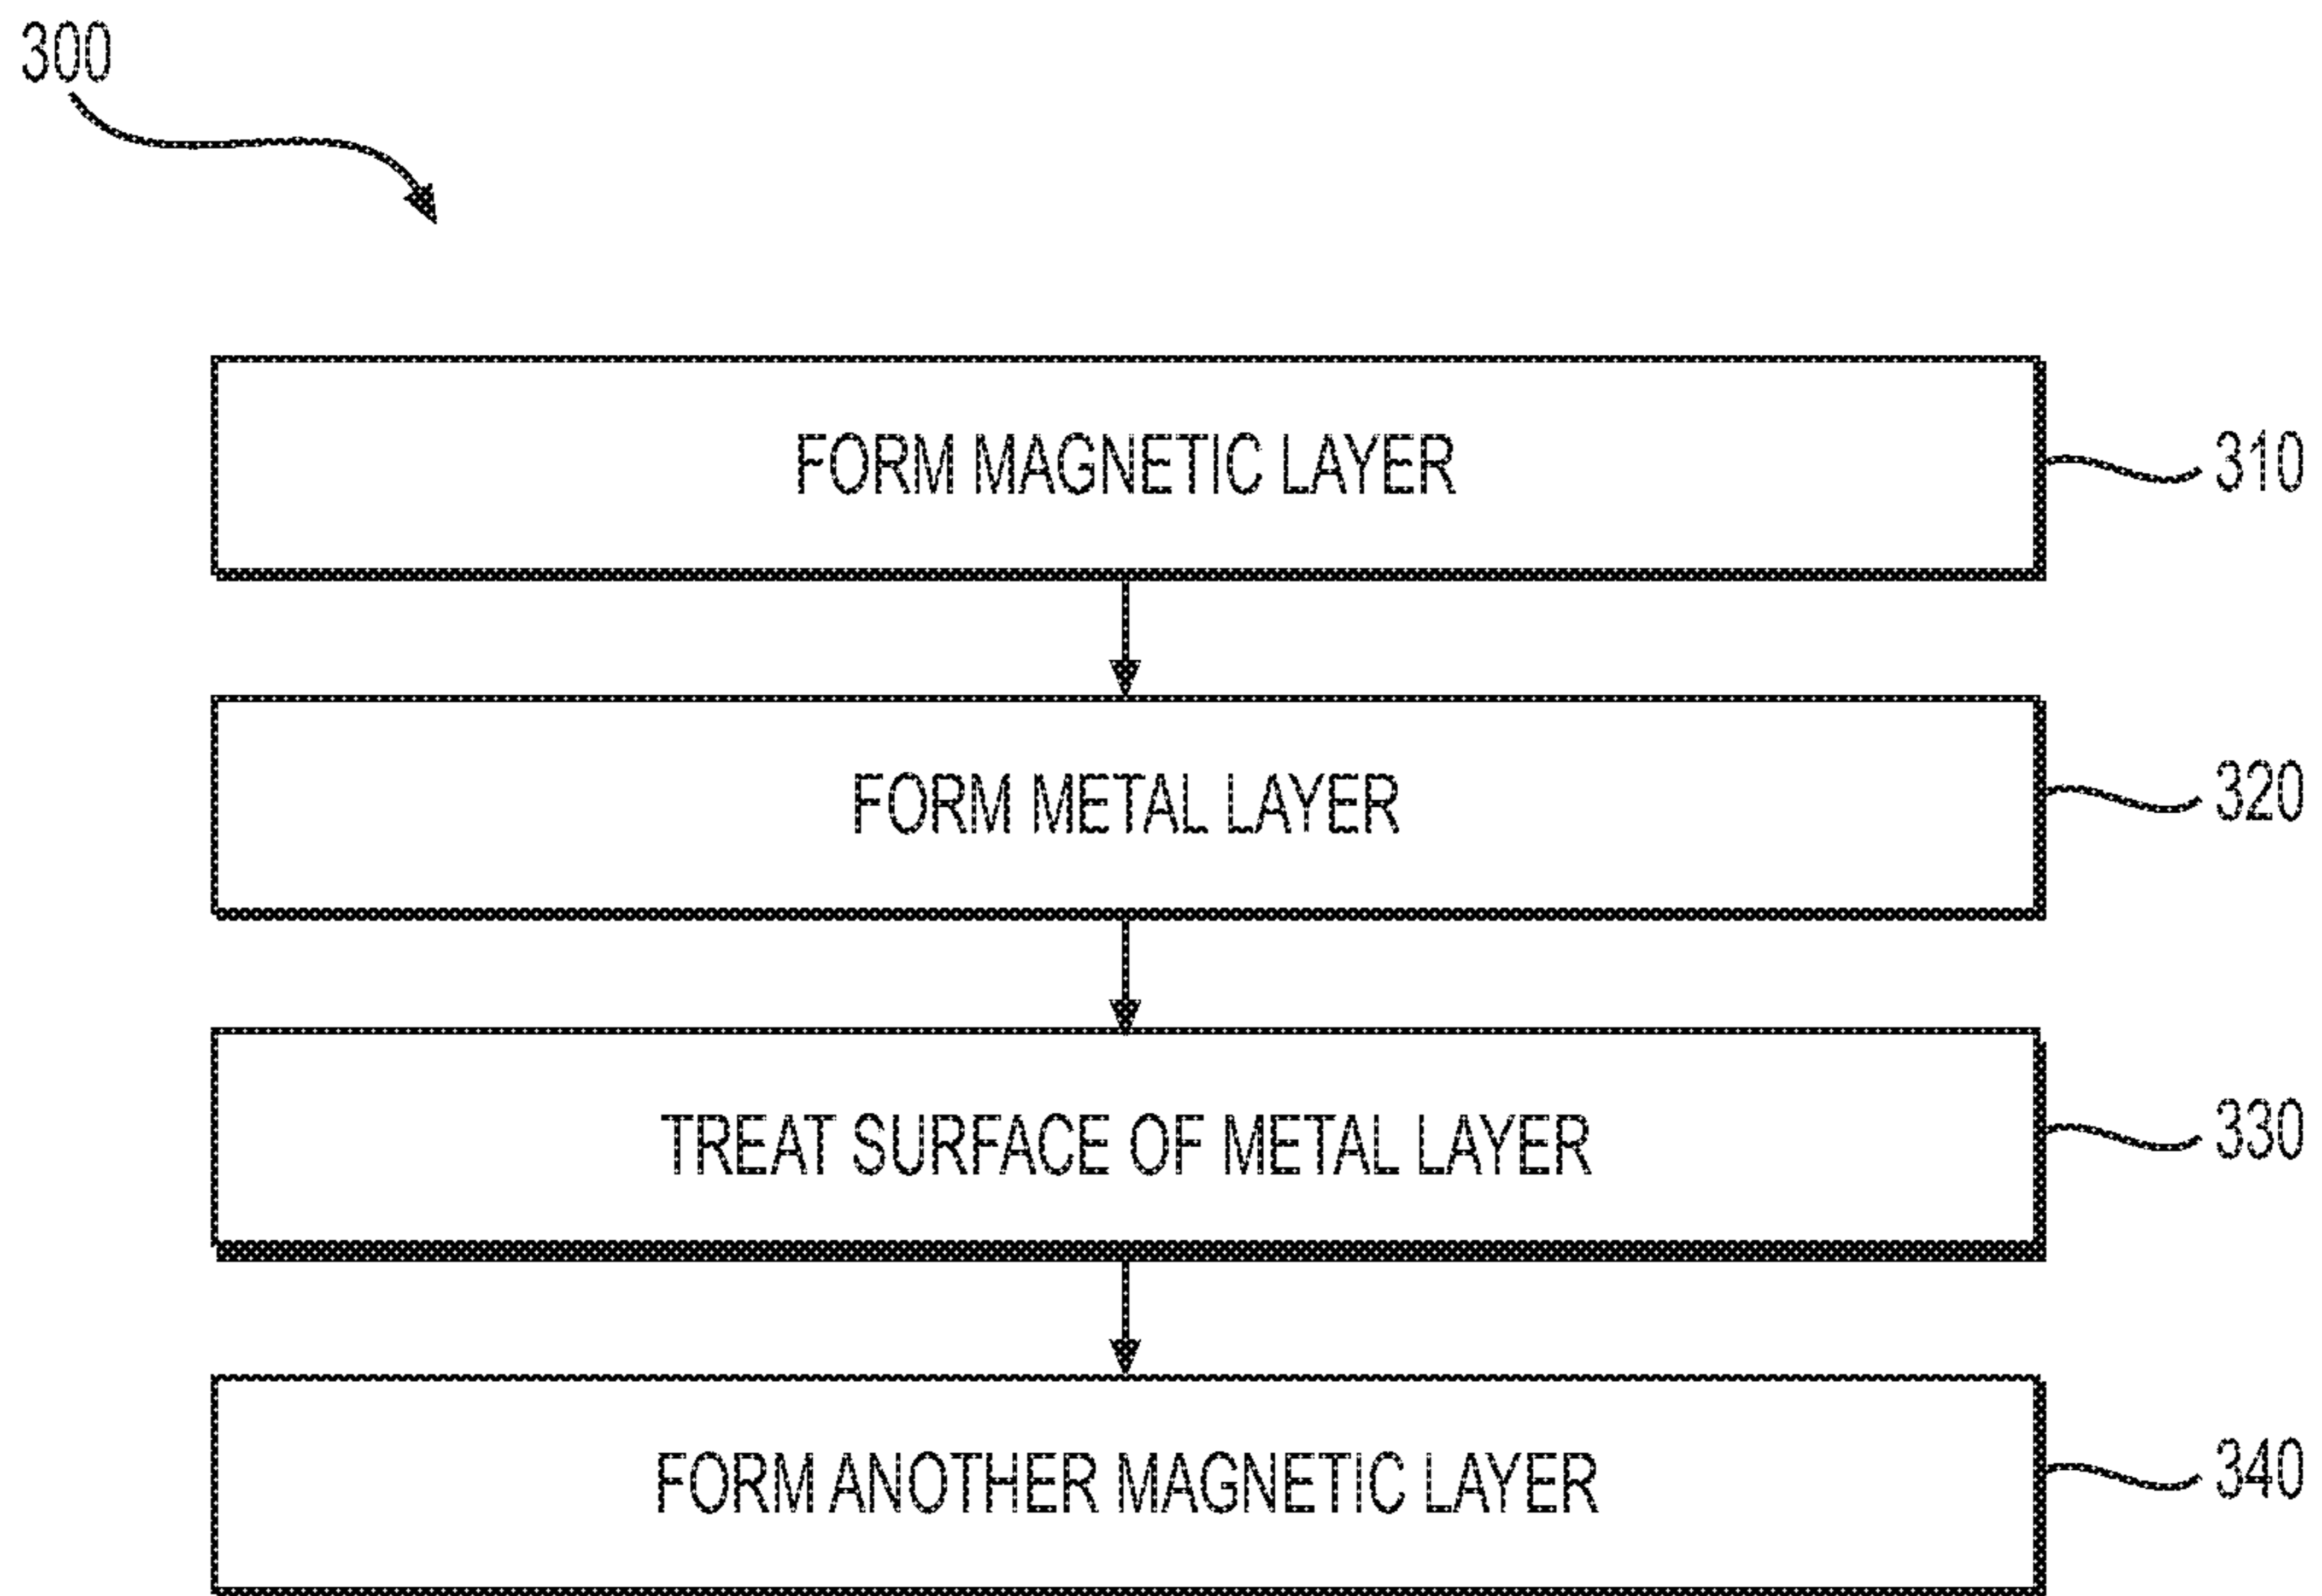 300
FORM MAGNETIC LAYER
310
FORM METAL LAYER
320
TREAT SURFACE OF METAL LAYER
330
FORM ANOTHER MAGNETIC LAYER
340